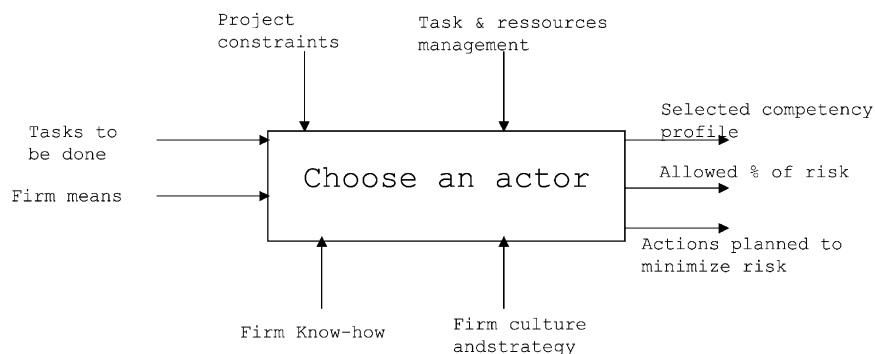 Project
constraints
Task & ressources
management
Tasks to
be done
Firm means
Choose an actor
Selected competency
profile
Allowed % of risk
Actions planned to
minimize risk
Firm Know-how
Firm culture
andstrategy